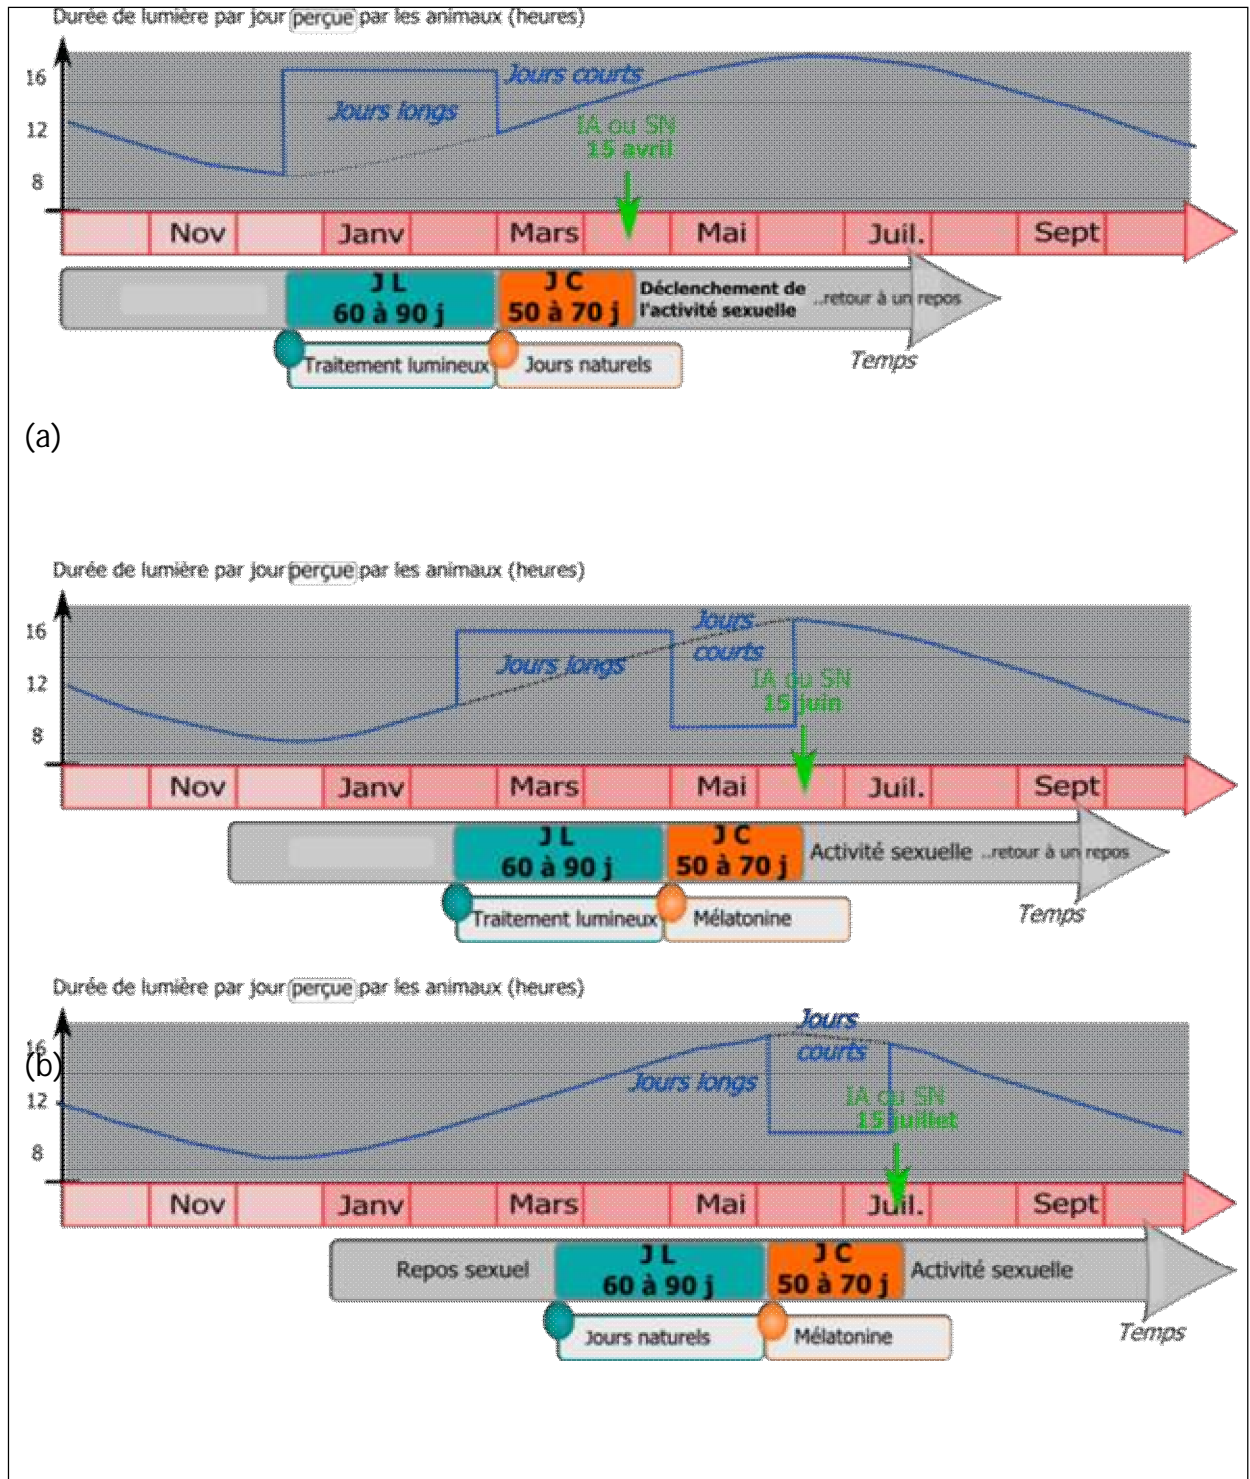 Durée de lumière par jour perçue par les animaux (heures)
16
12
8
Jours courts
Jours longs
IA ou SN
15 avril
Nov Janv Mars Mai Juil. Sept
J L
60 à 90 j
J C
50 à 70 j
Déclenchement de
l'activité sexuelle
...retour à un repos
Traitement lumineux
Jours naturels
Temps
(a)
Durée de lumière par jour perçue par les animaux (heures)
16
12
8
Jours longs
Jours
courts
IA ou SN
15 juin
Nov Janv Mars Mai Juil. Sept
J L
60 à 90 j
J C
50 à 70 j
Activité sexuelle ...retour à un repos
Traitement lumineux
Mélatonine
Temps
Durée de lumière par jour perçue par les animaux (heures)
16
(b)
12
8
Jours longs
Jours
courts
IA ou SN
15 juillet
Nov Janv Mars Mai Juil. Sept
Repos sexuel
J L
60 à 90 j
J C
50 à 70 j
Activité sexuelle
Jours naturels
Mélatonine
Temps